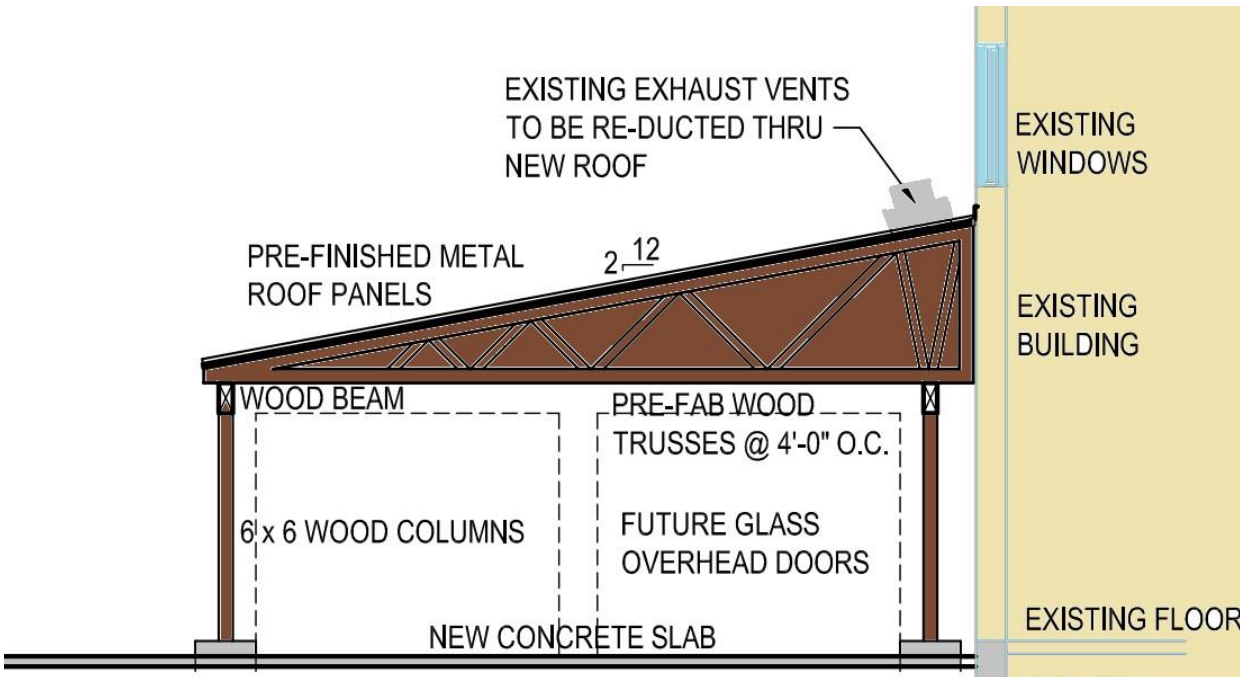 EXISTING EXHAUST VENTS
TO BE RE-DUCTED THRU
NEW ROOF
EXISTING
WINDOWS
PRE-FINISHED METAL
ROOF PANELS
2 12
EXISTING
BUILDING
WOOD BEAM
PRE-FAB WOOD
TRUSSES @ 4'-0" O.C.
6 x 6 WOOD COLUMNS
FUTURE GLASS
OVERHEAD DOORS
NEW CONCRETE SLAB
EXISTING FLOOR